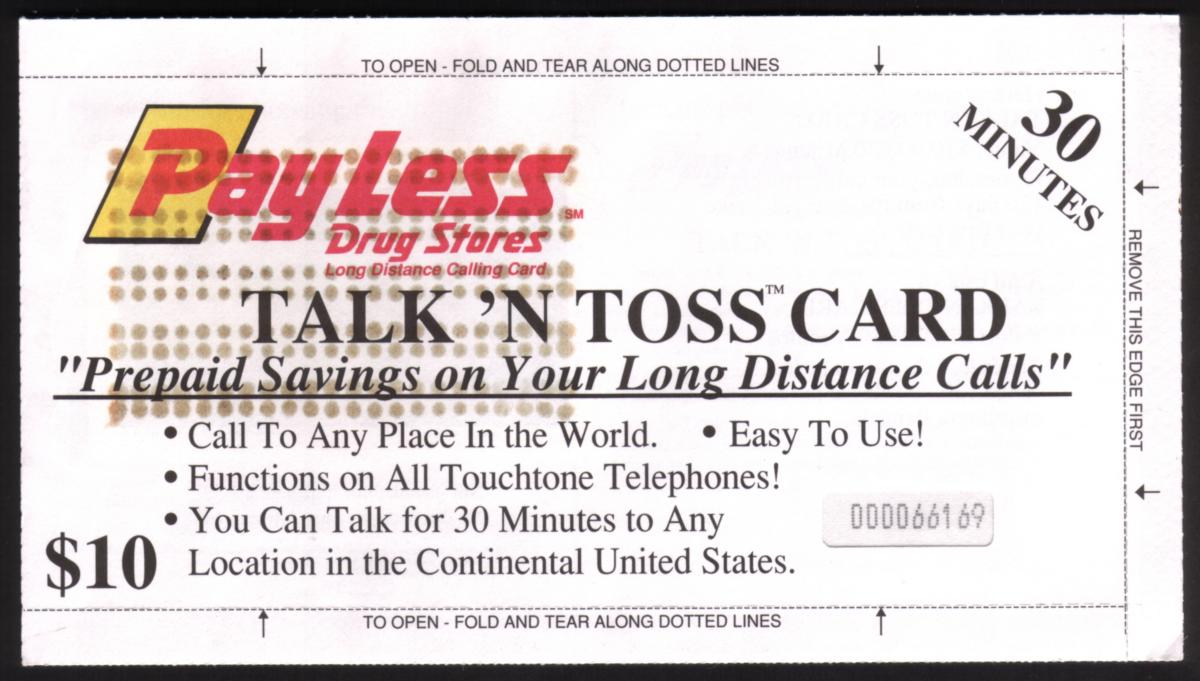 TO OPEN - FOLD AND TEAR ALONG DOTTED LINES
30
MINUTES
PayLess SM
Drug Stores
Long Distance Calling Card
TALK 'N TOSS™ CARD
"Prepaid Savings on Your Long Distance Calls"
• Call To Any Place In the World. • Easy To Use!
• Functions on All Touchtone Telephones!
• You Can Talk for 30 Minutes to Any
Location in the Continental United States.
000066169
$10
TO OPEN - FOLD AND TEAR ALONG DOTTED LINES
REMOVE THIS EDGE FIRST